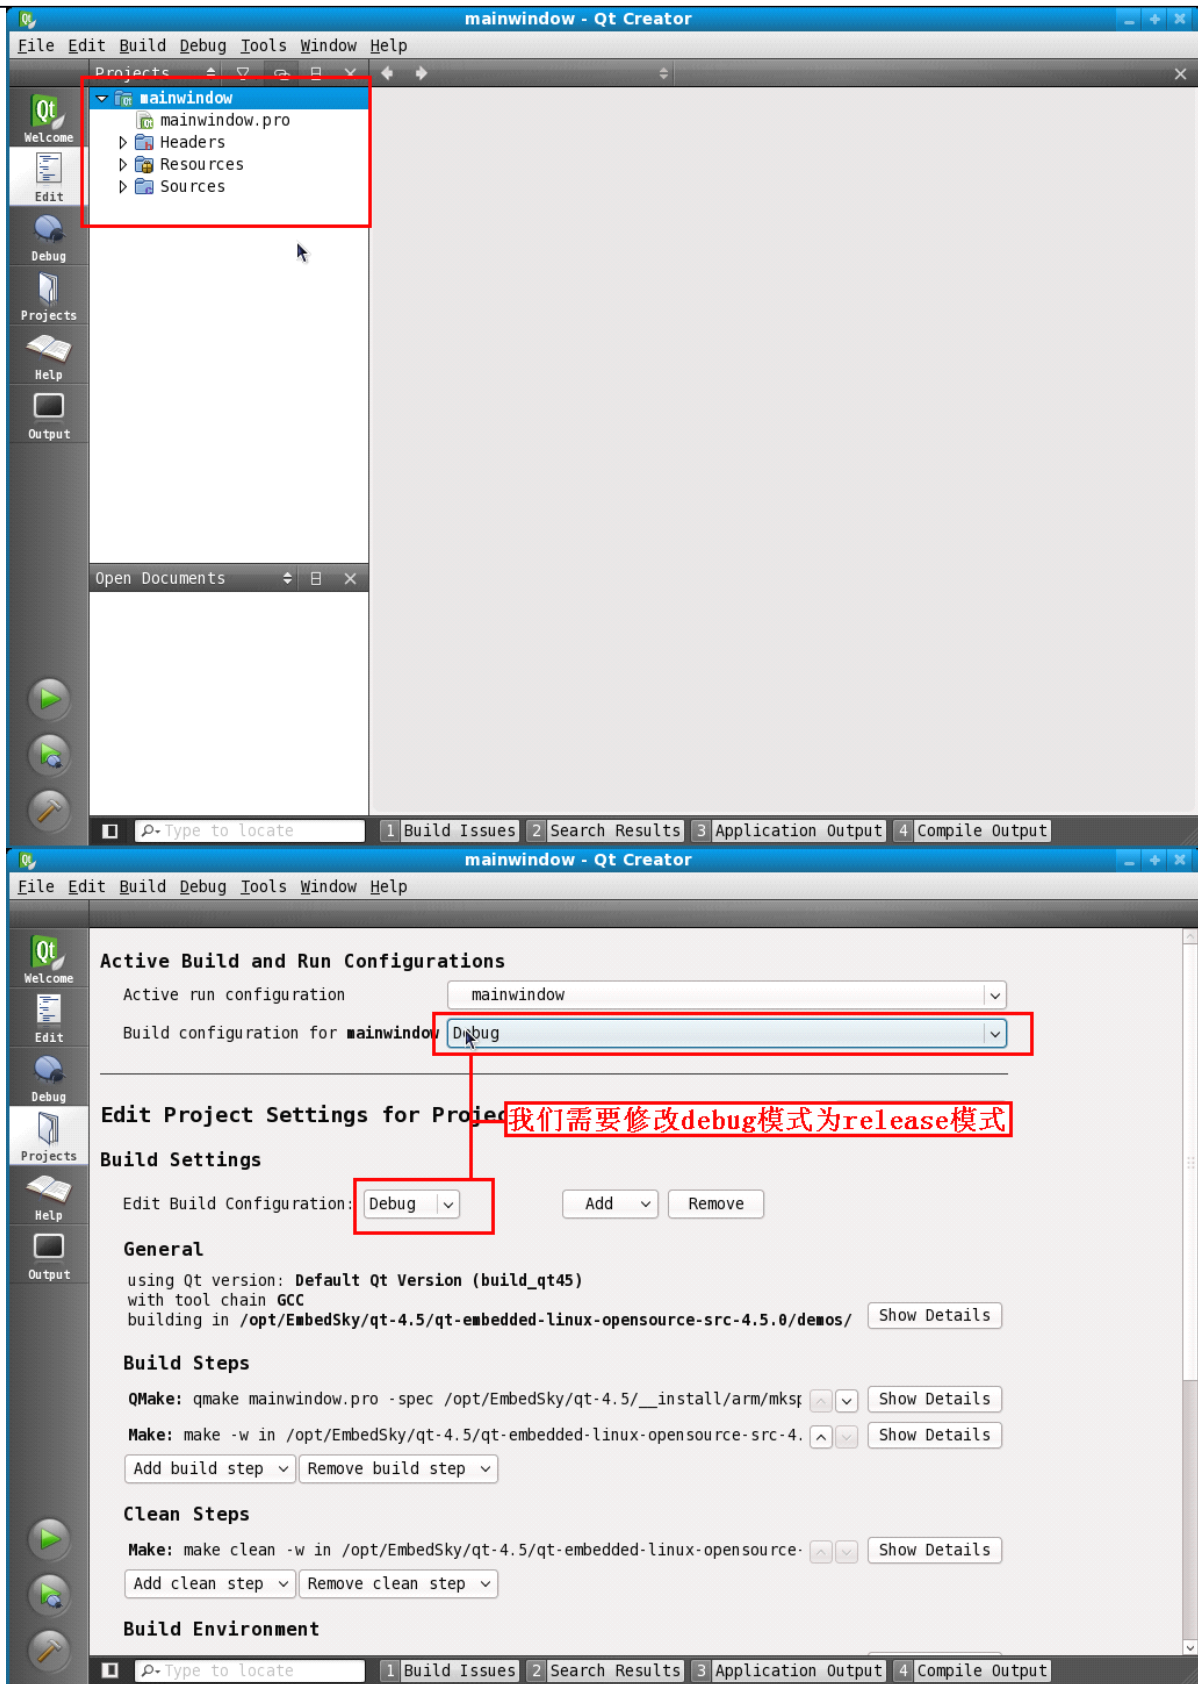 mainwindow - Qt Creator
File Edit Build Debug Tools Window Help
Projects
mainwindow
Welcome
mainwindow.pro
Headers
Resources
Sources
Edit
Debug
Projects
Help
Output
Open Documents
Type to locate
1 Build Issues 2 Search Results 3 Application Output 4 Compile Output
mainwindow - Qt Creator
File Edit Build Debug Tools Window Help
Welcome
Edit
Debug
Projects
Help
Output
Active Build and Run Configurations
Active run configuration mainwindow
Build configuration for mainwindow Debug
Edit Project Settings for Projec
我们需要修改debug模式为release模式
Build Settings
Edit Build Configuration: Debug Add Remove
General
using Qt version: Default Qt Version (build_qt45)
with tool chain GCC
building in /opt/EmbedSky/qt-4.5/qt-embedded-linux-opensource-src-4.5.0/demos/ Show Details
Build Steps
QMake: qmake mainwindow.pro -spec /opt/EmbedSky/qt-4.5/__install/arm/mksp Show Details
Make: make -w in /opt/EmbedSky/qt-4.5/qt-embedded-linux-opensource-src-4. Show Details
Add build step Remove build step
Clean Steps
Make: make clean -w in /opt/EmbedSky/qt-4.5/qt-embedded-linux-opensource- Show Details
Add clean step Remove clean step
Build Environment
Type to locate
1 Build Issues 2 Search Results 3 Application Output 4 Compile Output